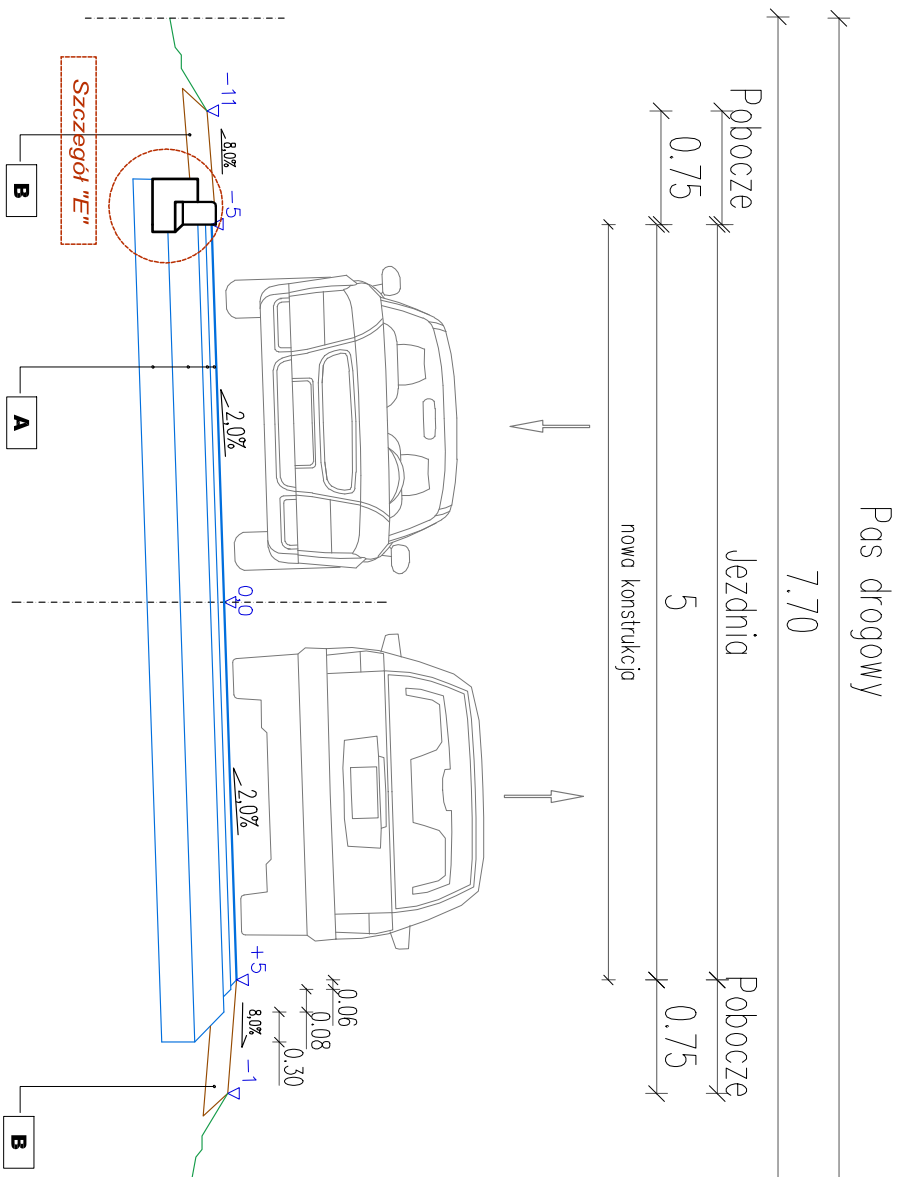 Pas drogowy
7.70
Pobocze
Jezdnia
Pobocze
0.75
5
0.75
nowa konstrukcja
0.06
0.08
0.30
-11
8,0%
-5
2,0%
0,0
2,0%
+5
8,0%
-1
Szczegół "E"
B
A
B